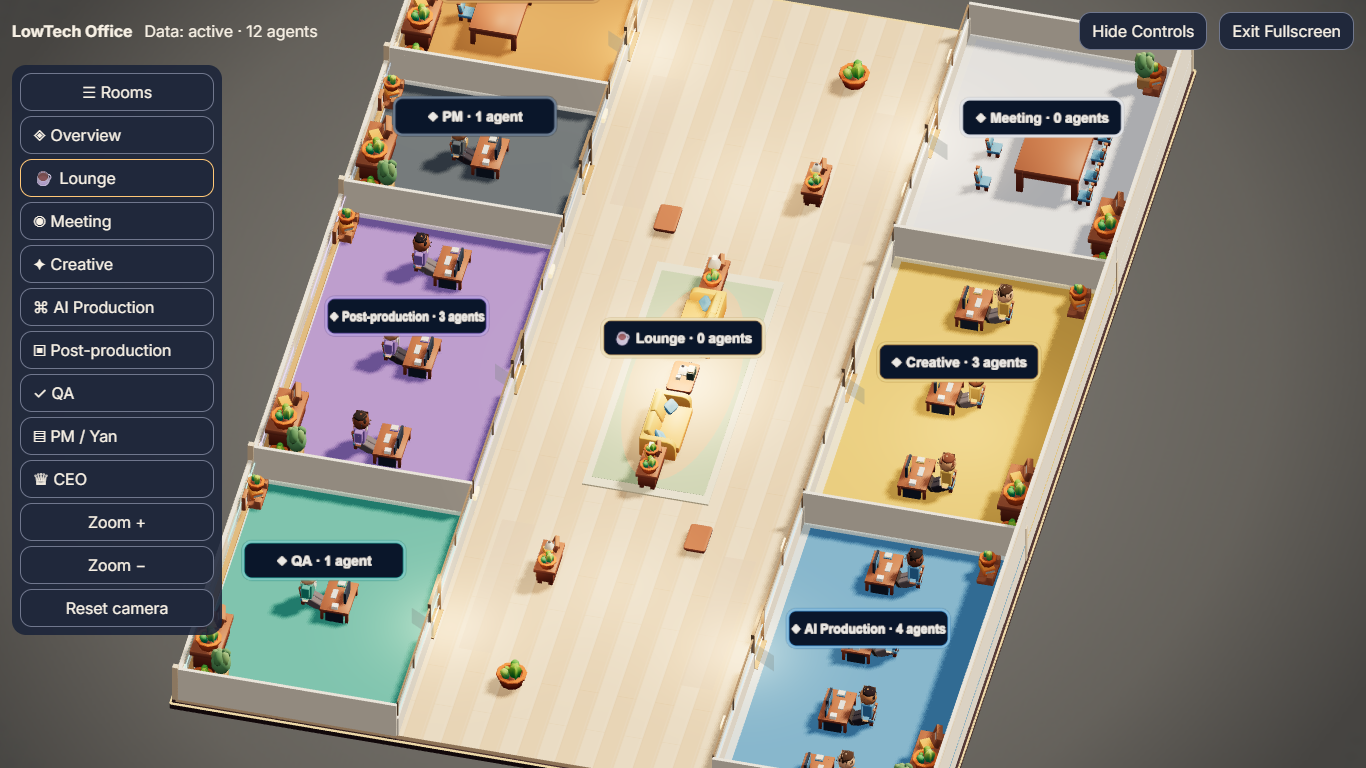 LowTech Office Data: active · 12 agents
Hide Controls
Exit Fullscreen
☰ Rooms
◈ Overview
Lounge
◉ Meeting
✦ Creative
⌘ AI Production
▣ Post-production
✓ QA
▤ PM / Yan
♛ CEO
Zoom +
Zoom −
Reset camera
◆ PM · 1 agent
◆ Meeting · 0 agents
◆ Post-production · 3 agents
Lounge · 0 agents
◆ Creative · 3 agents
◆ QA · 1 agent
◆ AI Production · 4 agents